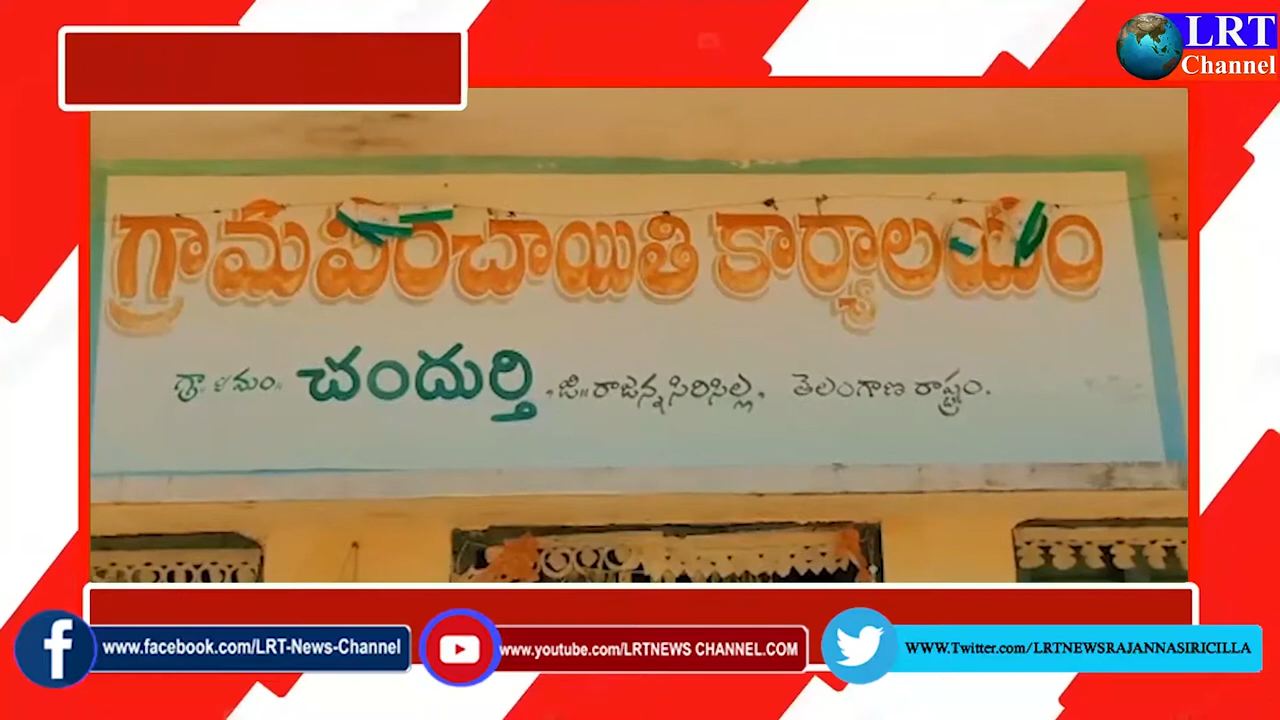 LRT
Channel
గ్రామపంచాయితి కార్యాలయం
గ్రా మం॥ చందుర్తి, జి॥రాజన్నసిరిసిల్ల, తెలంగాణ రాష్ట్రం.
www.facebook.com/LRT-News-Channel
www.youtube.com/LRTNEWS CHANNEL.COM
WWW.Twitter.com/LRTNEWSRAJANNASIRICILLA